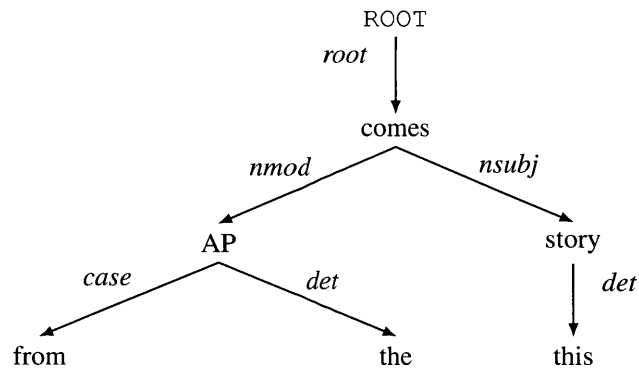 ROOT
root
comes
nmod nsubj
AP story
case det det
from the this